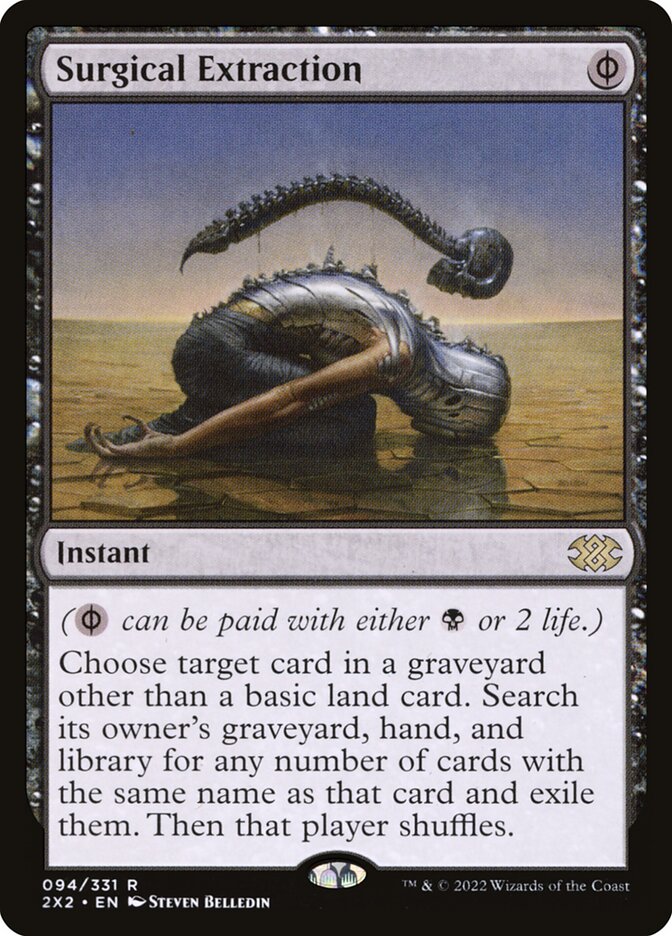 Surgical Extraction
Instant
( can be paid with either or 2 life.)
Choose target card in a graveyard
other than a basic land card. Search
its owner's graveyard, hand, and
library for any number of cards with
the same name as that card and exile
them. Then that player shuffles.
094/331 R
2X2 • EN Steven Belledin
™ & © 2022 Wizards of the Coast